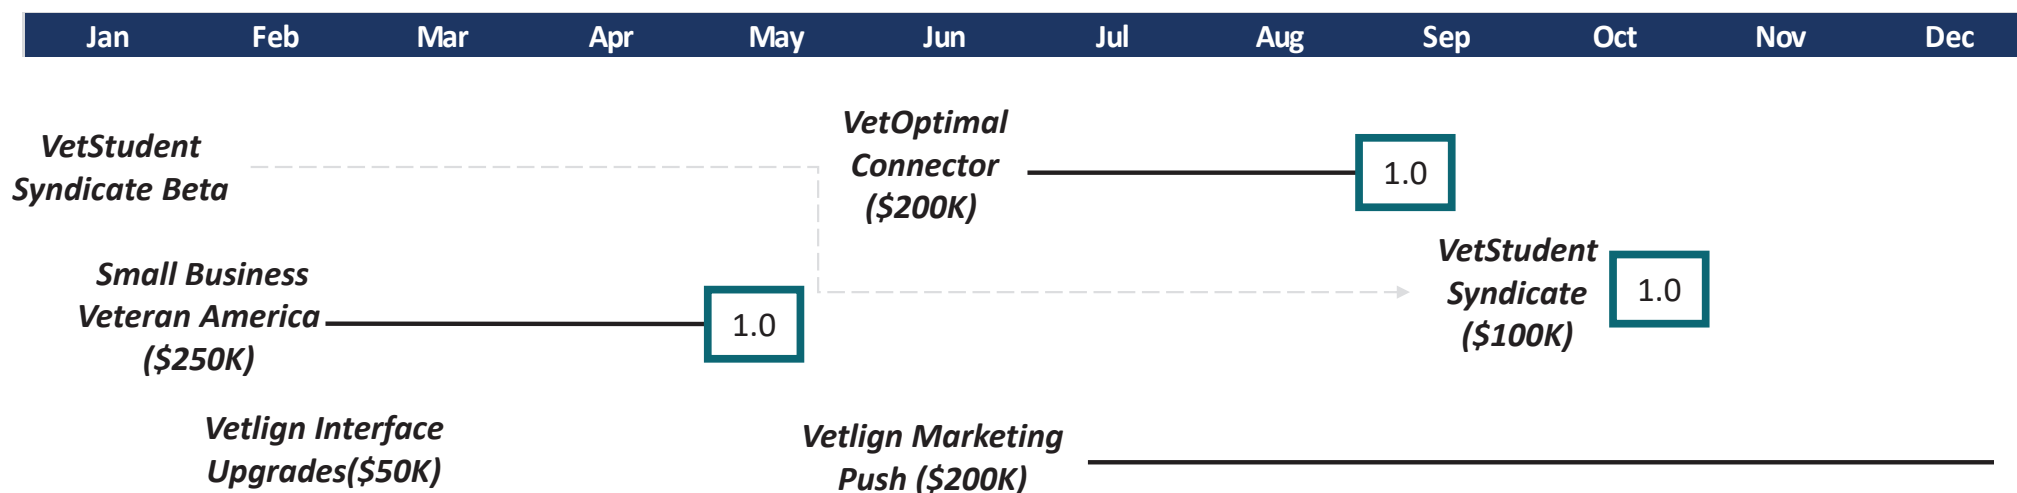 Jan Feb Mar Apr May Jun Jul Aug Sep Oct Nov Dec
VetStudent
Syndicate Beta
VetOptimal
Connector
($200K)
1.0
Small Business
Veteran America
($250K)
1.0
VetStudent
Syndicate
($100K)
1.0
Vetlign Interface
Upgrades($50K)
Vetlign Marketing
Push ($200K)